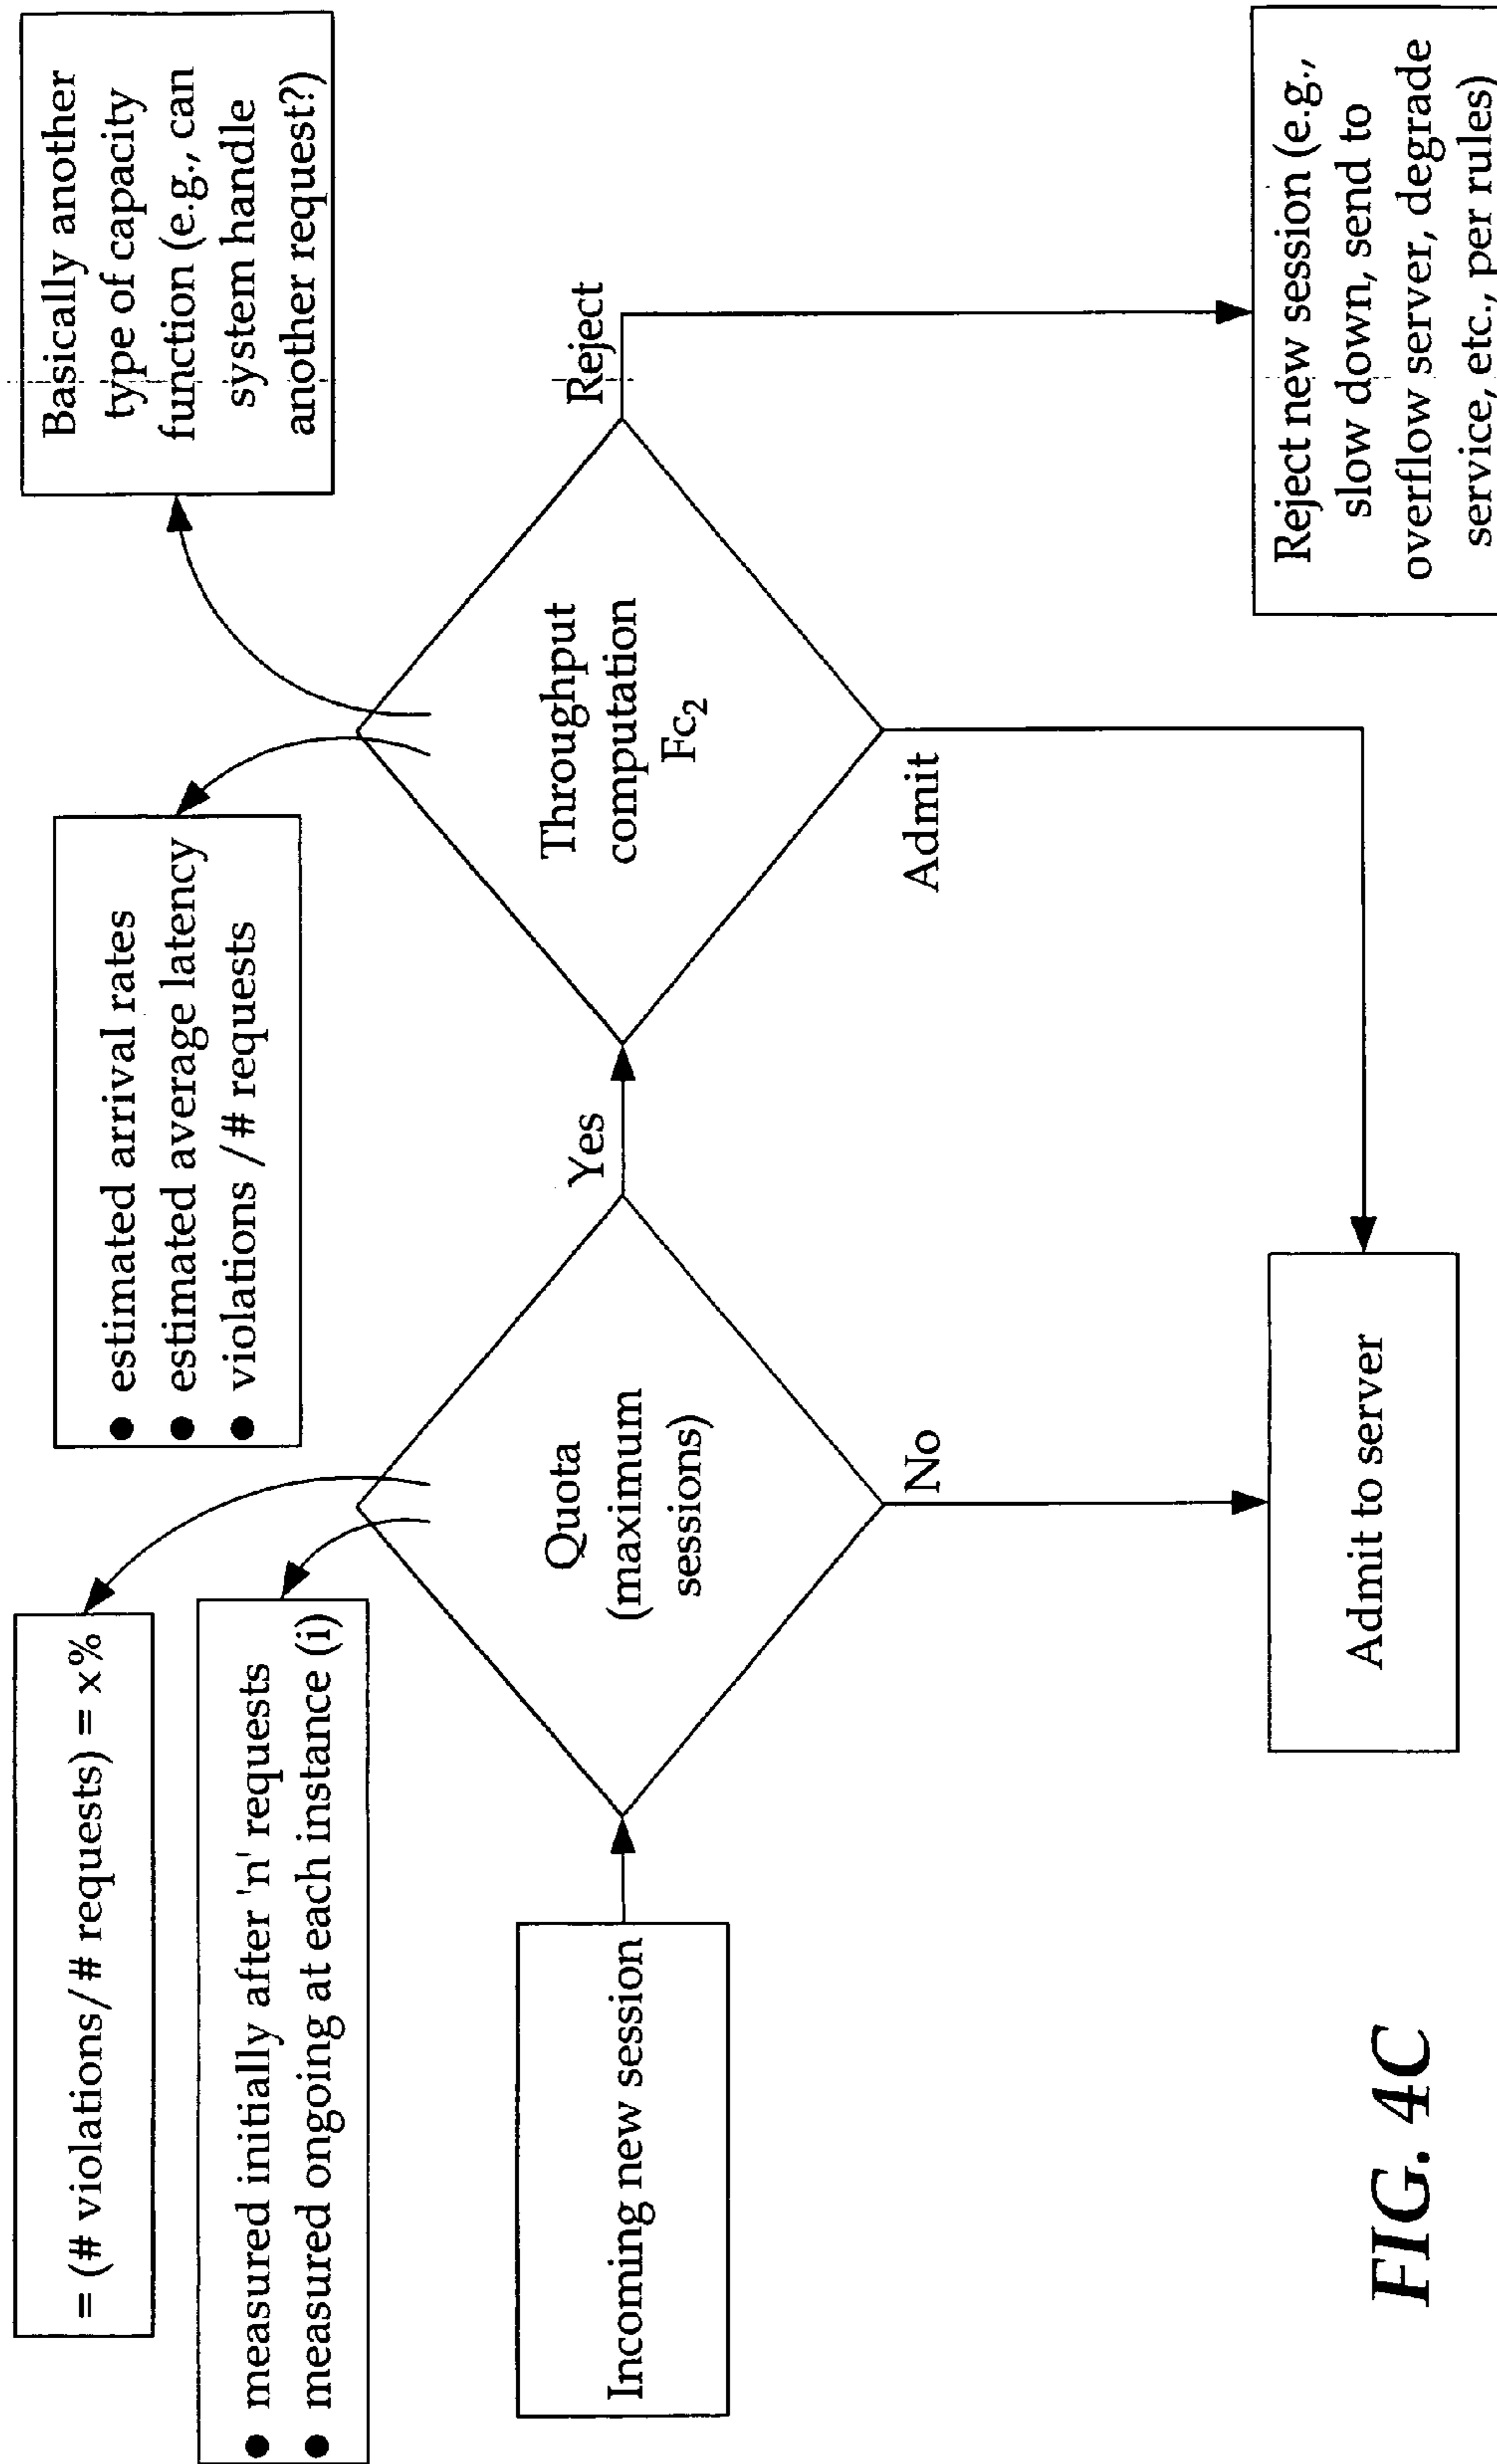 = (# violations/# requests) = x%
● measured initially after 'n' requests
● measured ongoing at each instance (i)
● estimated arrival rates
● estimated average latency
● violations /# requests
Basically another
type of capacity
function (e.g., can
system handle
another request?)
Incoming new session
Quota
(maximum
sessions)
Yes
No
Throughput
computation
Fc₂
Reject
Admit
Admit to server
Reject new session (e.g.,
slow down, send to
overflow server, degrade
service, etc., per rules)
FIG. 4C